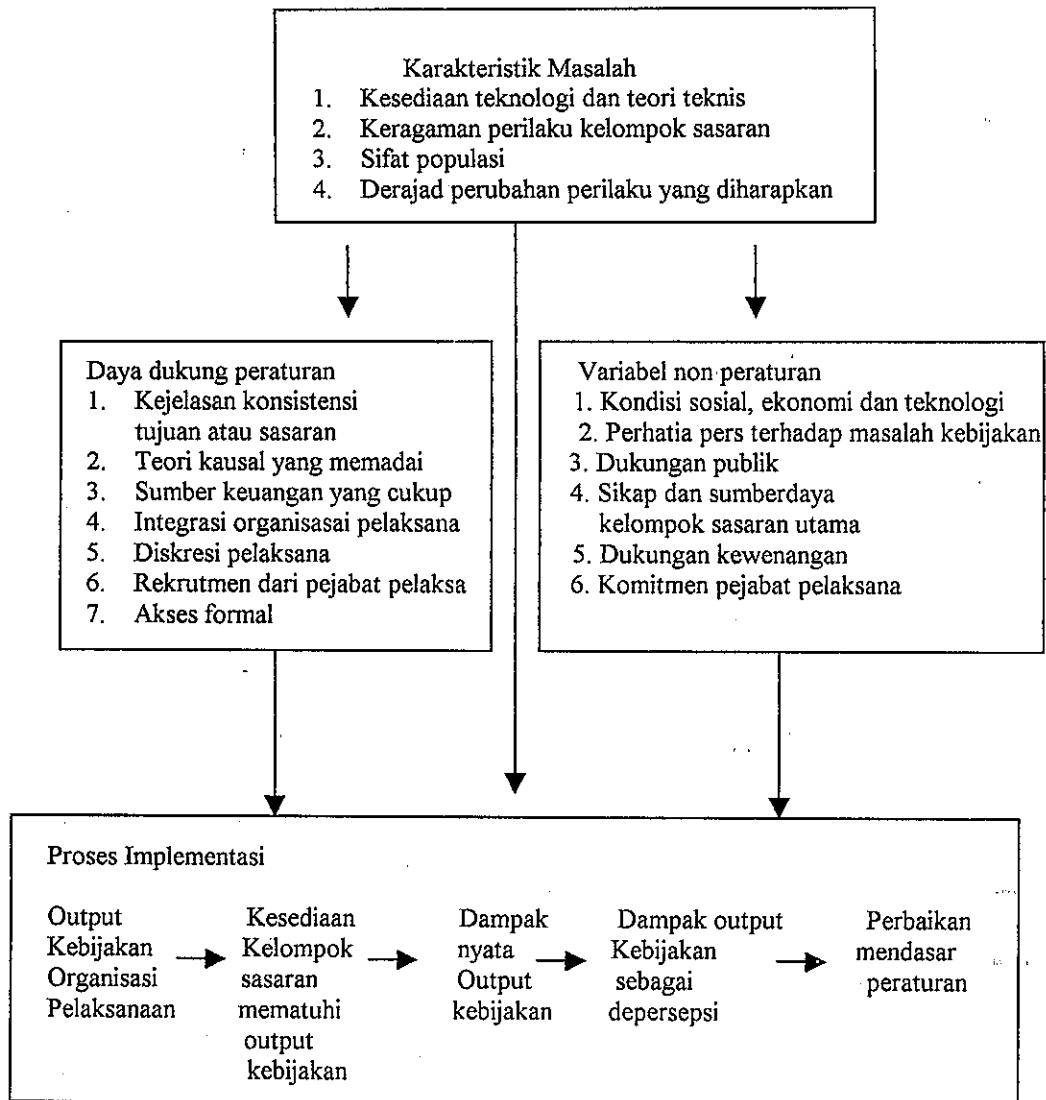 Karakteristik Masalah
1. Kesediaan teknologi dan teori teknis
2. Keragaman perilaku kelompok sasaran
3. Sifat populasi
4. Derajad perubahan perilaku yang diharapkan
Daya dukung peraturan
1. Kejelasan konsistensi
tujuan atau sasaran
2. Teori kausal yang memadai
3. Sumber keuangan yang cukup
4. Integrasi organisasai pelaksana
5. Diskresi pelaksana
6. Rekrutmen dari pejabat pelaksa
7. Akses formal
Variabel non peraturan
1. Kondisi sosial, ekonomi dan teknologi
2. Perhatia pers terhadap masalah kebijakan
3. Dukungan publik
4. Sikap dan sumberdaya
kelompok sasaran utama
5. Dukungan kewenangan
6. Komitmen pejabat pelaksana
Proses Implementasi
Output
Kebijakan
Organisasi
Pelaksanaan
Kesediaan
Kelompok
sasaran
mematuhi
output
kebijakan
Dampak
nyata
Output
kebijakan
Dampak output
Kebijakan
sebagai
depersepsi
Perbaikan
mendasar
peraturan